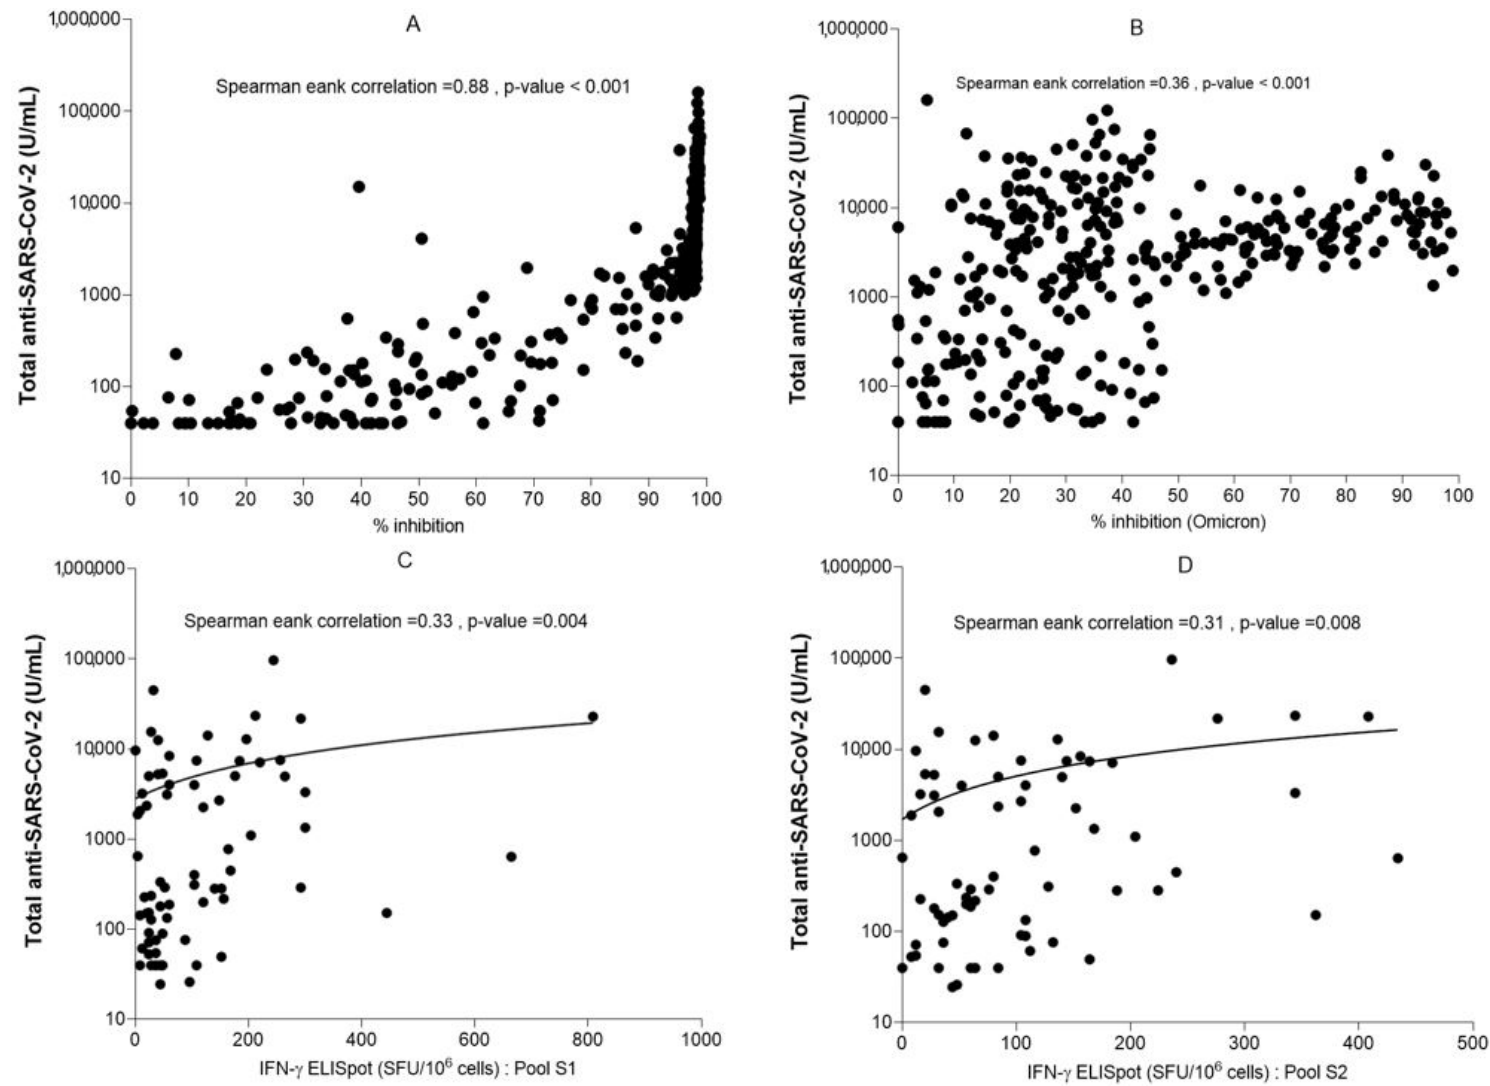 A
Spearman eank correlation =0.88 , p-value < 0.001
Total anti-SARS-CoV-2 (U/mL)
1,000,000
100,000
10,000
1000
100
10
0 10 20 30 40 50 60 70 80 90 100
% inhibition
B
Spearman eank correlation =0.36 , p-value < 0.001
Total anti-SARS-CoV-2 (U/mL)
1,000,000
100,000
10,000
1000
100
10
0 10 20 30 40 50 60 70 80 90 100
% inhibition (Omicron)
C
Spearman eank correlation =0.33 , p-value =0.004
Total anti-SARS-CoV-2 (U/mL)
1,000,000
100,000
10,000
1000
100
10
0 200 400 600 800 1000
IFN-γ ELISpot (SFU/10⁶ cells) : Pool S1
D
Spearman eank correlation =0.31 , p-value =0.008
Total anti-SARS-CoV-2 (U/mL)
1,000,000
100,000
10,000
1000
100
10
0 100 200 300 400 500
IFN-γ ELISpot (SFU/10⁶ cells) : Pool S2